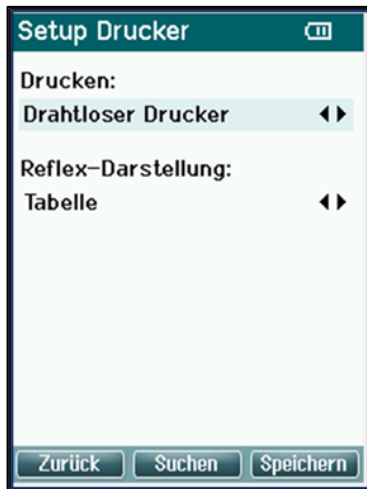 Setup Drucker
Drucken:
Drahtloser Drucker
Reflex-Darstellung:
Tabelle
Zurück Suchen Speichern